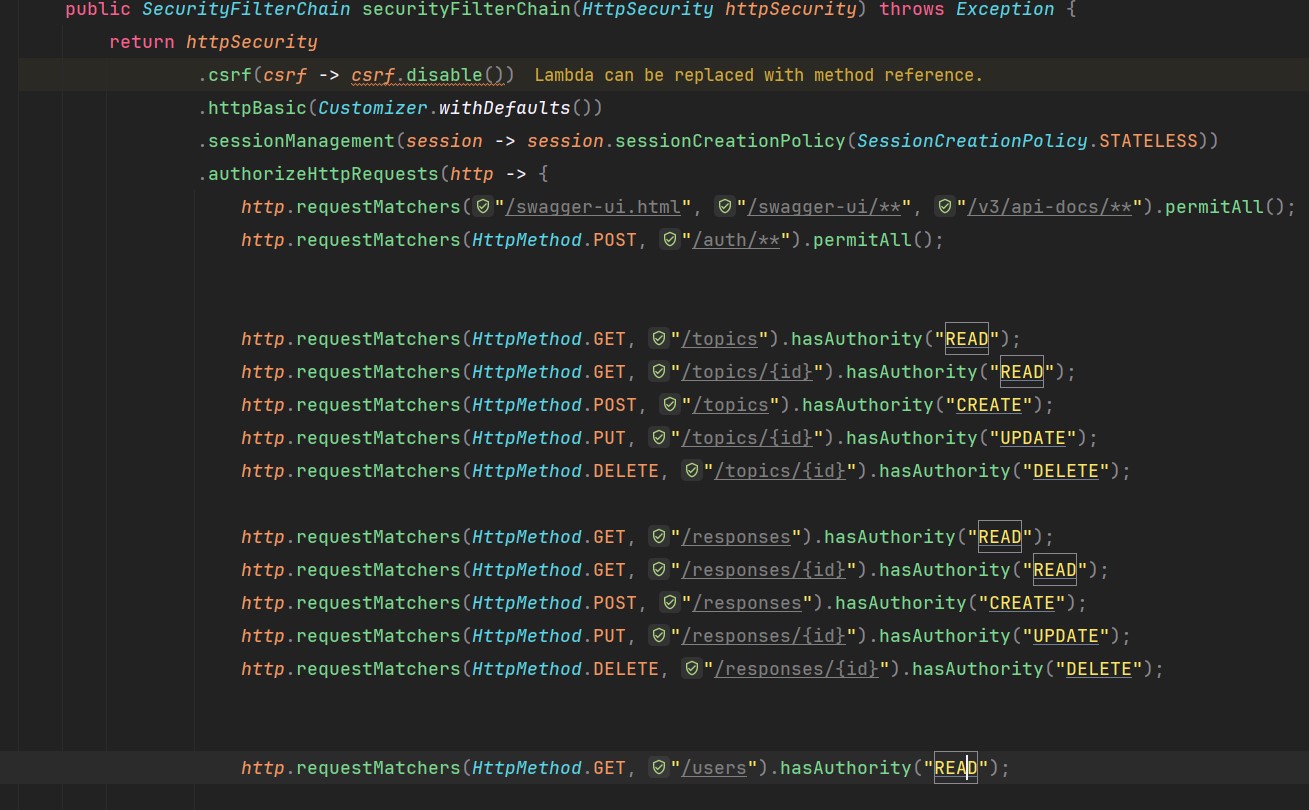 public SecurityFilterChain securityFilterChain(HttpSecurity httpSecurity) throws Exception {
return httpSecurity
.csrf(csrf -> csrf.disable()) Lambda can be replaced with method reference.
.httpBasic(Customizer.withDefaults())
.sessionManagement(session -> session.sessionCreationPolicy(SessionCreationPolicy.STATELESS))
.authorizeHttpRequests(http -> {
http.requestMatchers("/swagger-ui.html", "/swagger-ui/**", "/v3/api-docs/**").permitAll();
http.requestMatchers(HttpMethod.POST, "/auth/**").permitAll();
http.requestMatchers(HttpMethod.GET, "/topics").hasAuthority("READ");
http.requestMatchers(HttpMethod.GET, "/topics/{id}").hasAuthority("READ");
http.requestMatchers(HttpMethod.POST, "/topics").hasAuthority("CREATE");
http.requestMatchers(HttpMethod.PUT, "/topics/{id}").hasAuthority("UPDATE");
http.requestMatchers(HttpMethod.DELETE, "/topics/{id}").hasAuthority("DELETE");
http.requestMatchers(HttpMethod.GET, "/responses").hasAuthority("READ");
http.requestMatchers(HttpMethod.GET, "/responses/{id}").hasAuthority("READ");
http.requestMatchers(HttpMethod.POST, "/responses").hasAuthority("CREATE");
http.requestMatchers(HttpMethod.PUT, "/responses/{id}").hasAuthority("UPDATE");
http.requestMatchers(HttpMethod.DELETE, "/responses/{id}").hasAuthority("DELETE");
http.requestMatchers(HttpMethod.GET, "/users").hasAuthority("READ");